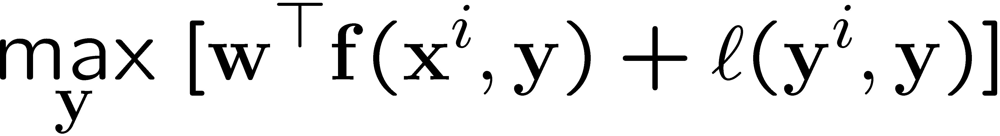 max_y [w^⊤ f(x^i, y) + ℓ(y^i, y)]